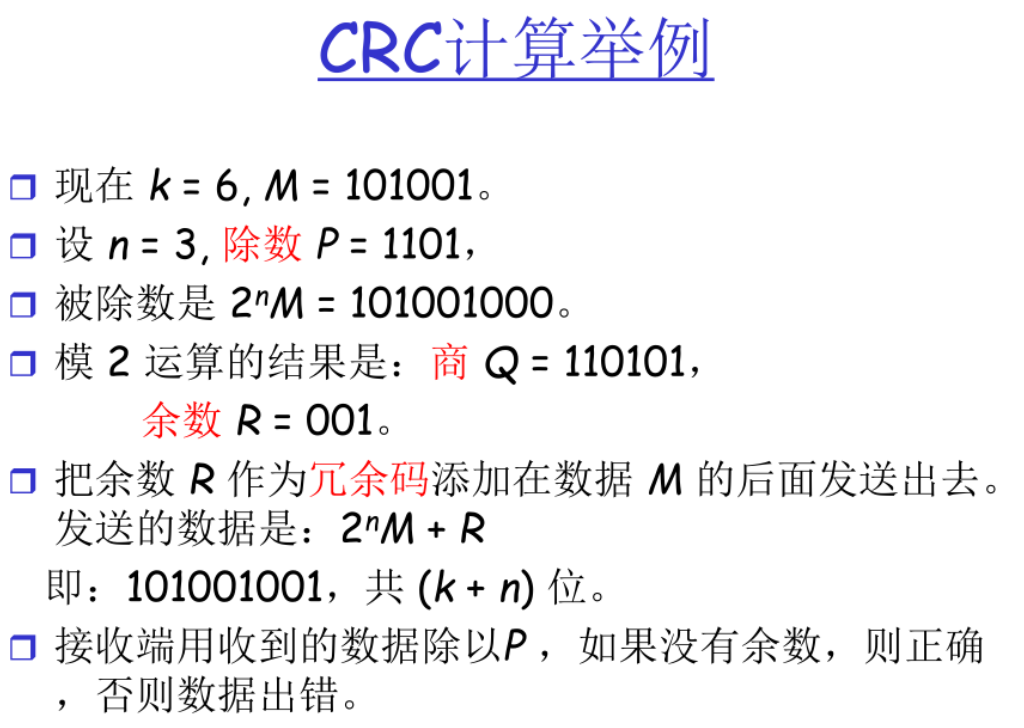 CRC计算举例
现在 k = 6, M = 101001。
设 n = 3, 除数 P = 1101，
被除数是 2ⁿM = 101001000。
模 2 运算的结果是：商 Q = 110101，
余数 R = 001。
把余数 R 作为冗余码添加在数据 M 的后面发送出去。
发送的数据是：2ⁿM + R
即：101001001，共 (k + n) 位。
接收端用收到的数据除以P ，如果没有余数，则正确
，否则数据出错。